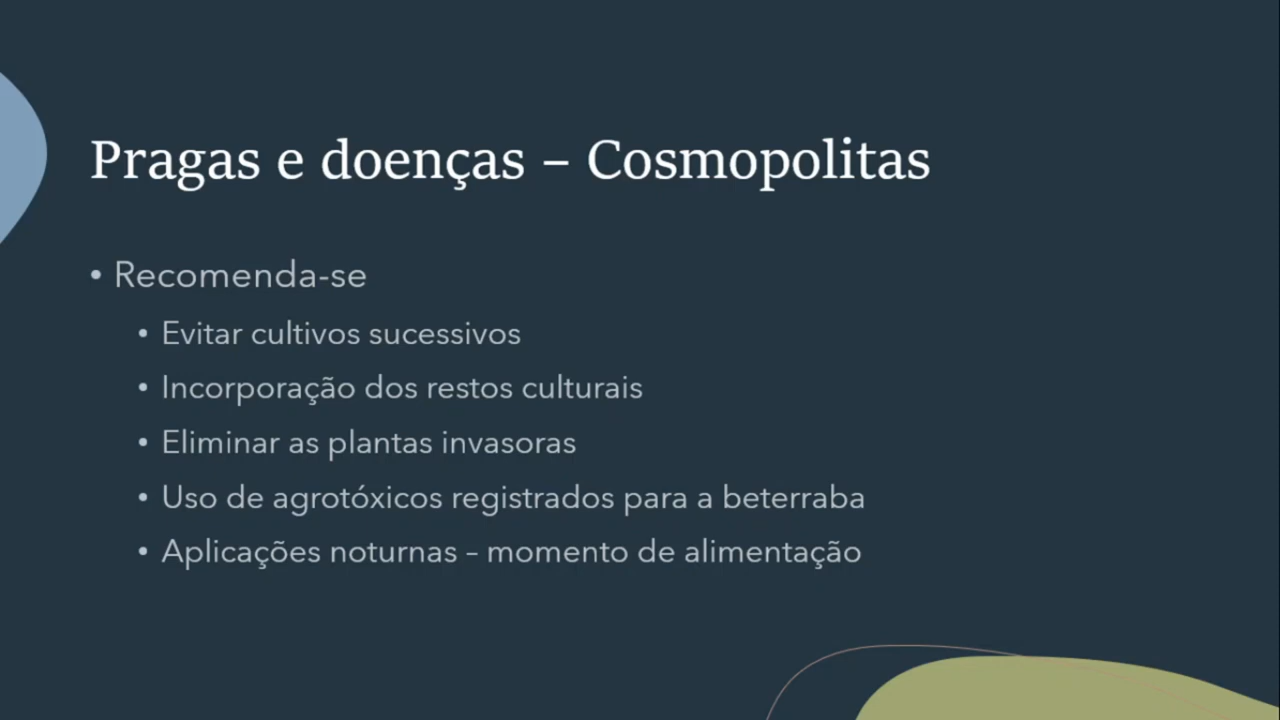 Pragas e doenças – Cosmopolitas
• Recomenda-se
• Evitar cultivos sucessivos
• Incorporação dos restos culturais
• Eliminar as plantas invasoras
• Uso de agrotóxicos registrados para a beterraba
• Aplicações noturnas – momento de alimentação